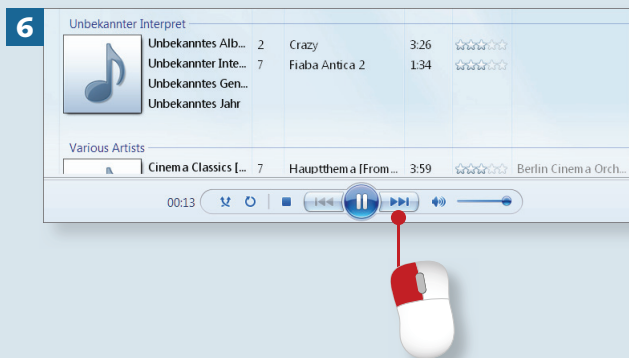 6
Unbekannter Interpret
Unbekanntes Alb... 2 Crazy 3:26
Unbekannter Inte... 7 Fiaba Antica 2 1:34
Unbekanntes Gen...
Unbekanntes Jahr
Various Artists
Cinema Classics [... 7 Hauptthema [From... 3:59 Berlin Cinema Orch...
00:13